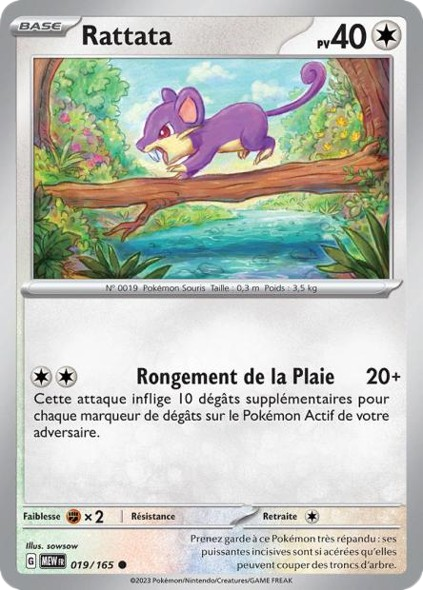 BASE Rattata PV 40
N° 0019 Pokémon Souris Taille : 0,3 m Poids : 3,5 kg
Rongement de la Plaie 20+
Cette attaque inflige 10 dégâts supplémentaires pour
chaque marqueur de dégâts sur le Pokémon Actif de votre
adversaire.
Faiblesse ×2 Résistance Retraite
Illus. sowsow
G MEW FR 019/165
Prenez garde à ce Pokémon très répandu : ses
puissantes incisives sont si acérées qu'elles
peuvent couper des troncs d'arbre.
©2023 Pokémon/Nintendo/Creatures/GAME FREAK